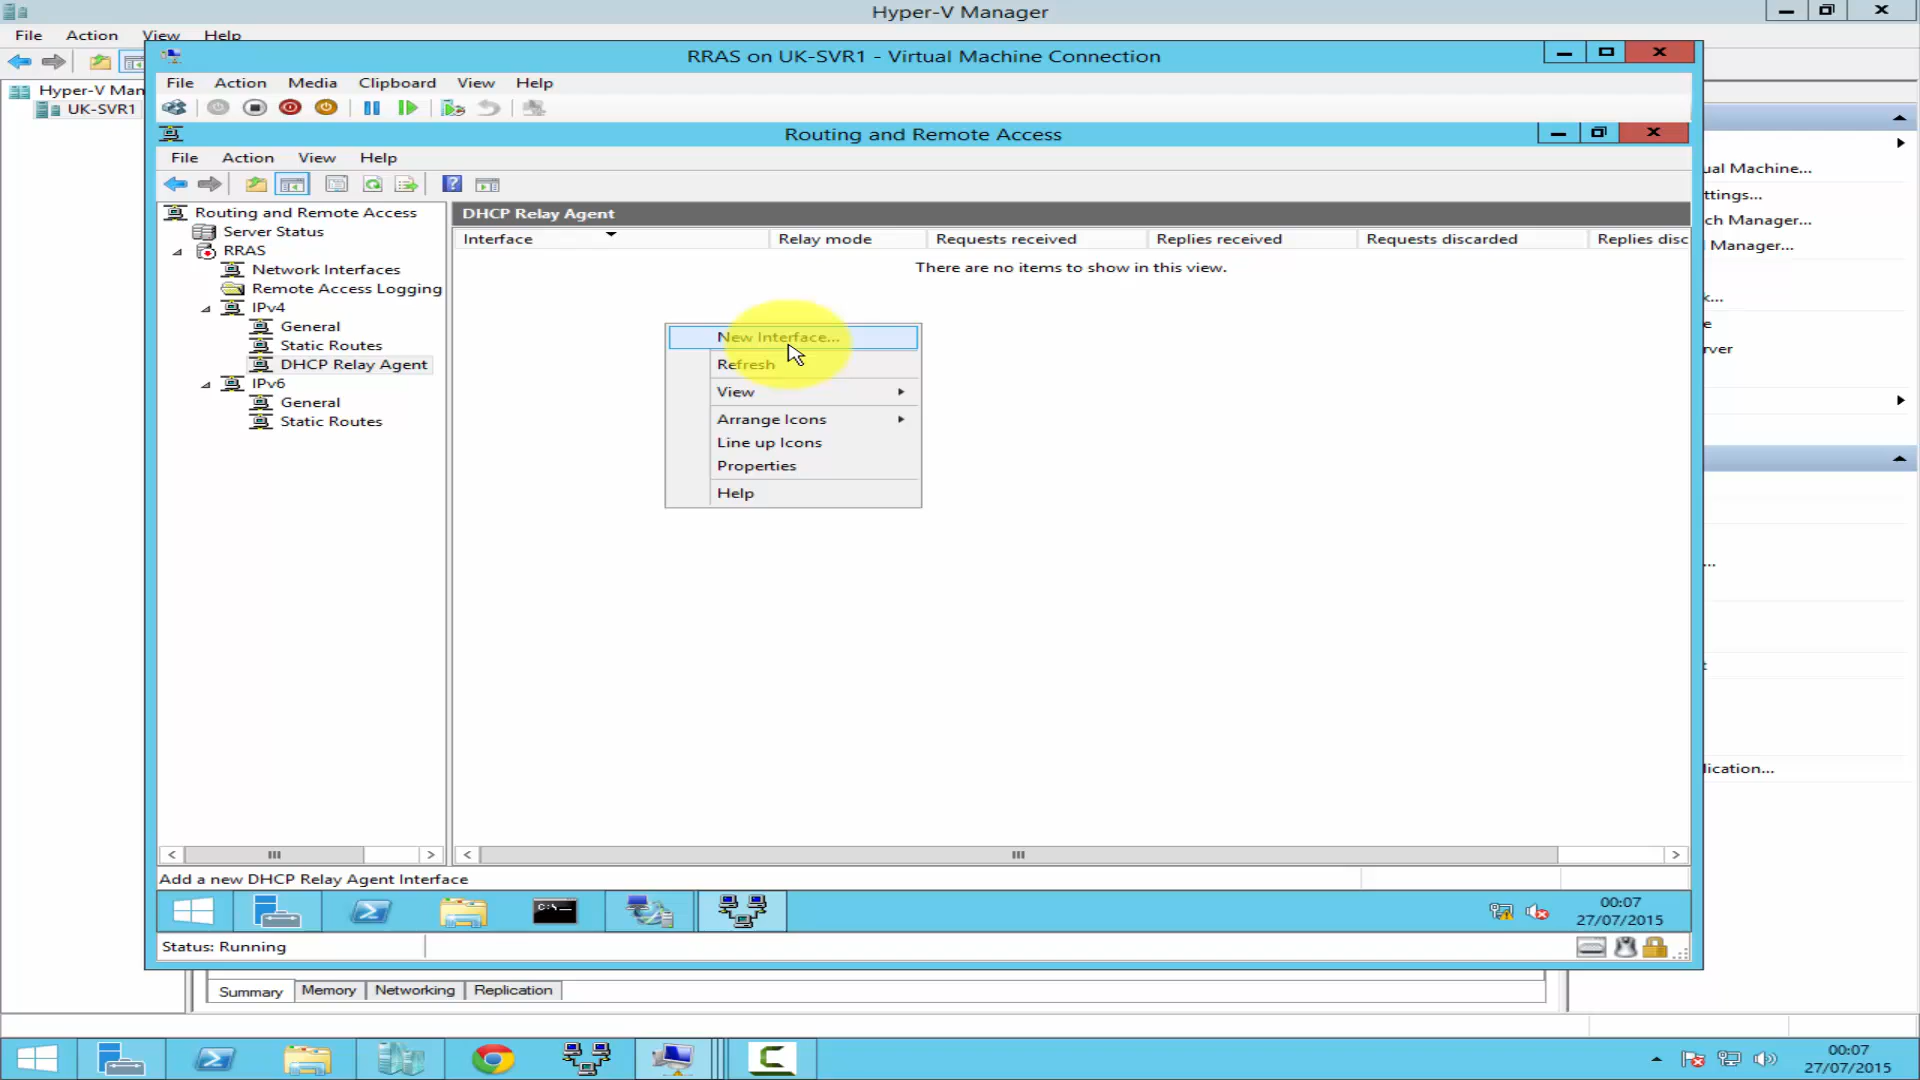 Hyper-V Manager
File Action View Help
RRAS on UK-SVR1 - Virtual Machine Connection
File Action Media Clipboard View Help
Hyper-V Man
UK-SVR1
Routing and Remote Access
File Action View Help
Routing and Remote Access
Server Status
RRAS
Network Interfaces
Remote Access Logging
IPv4
General
Static Routes
DHCP Relay Agent
IPv6
General
Static Routes
DHCP Relay Agent
Interface Relay mode Requests received Replies received Requests discarded Replies disc
There are no items to show in this view.
New Interface...
Refresh
View
Arrange Icons
Line up Icons
Properties
Help
ual Machine...
ttings...
ch Manager...
Manager...
k...
e
rver
...
lication...
Add a new DHCP Relay Agent Interface
C:\
00:07
27/07/2015
Status: Running
Summary Memory Networking Replication
00:07
27/07/2015